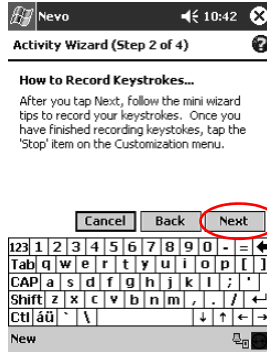 Nevo 10:42
Activity Wizard (Step 2 of 4)
How to Record Keystrokes...
After you tap Next, follow the mini wizard
tips to record your keystrokes. Once you
have finished recording keystokes, tap the
'Stop' item on the Customization menu.
Cancel Back Next
123 1 2 3 4 5 6 7 8 9 0 - =
Tab q w e r t y u i o p [ ]
CAP a s d f g h j k l ; '
Shift z x c v b n m , . /
Ctl áü ` \
New